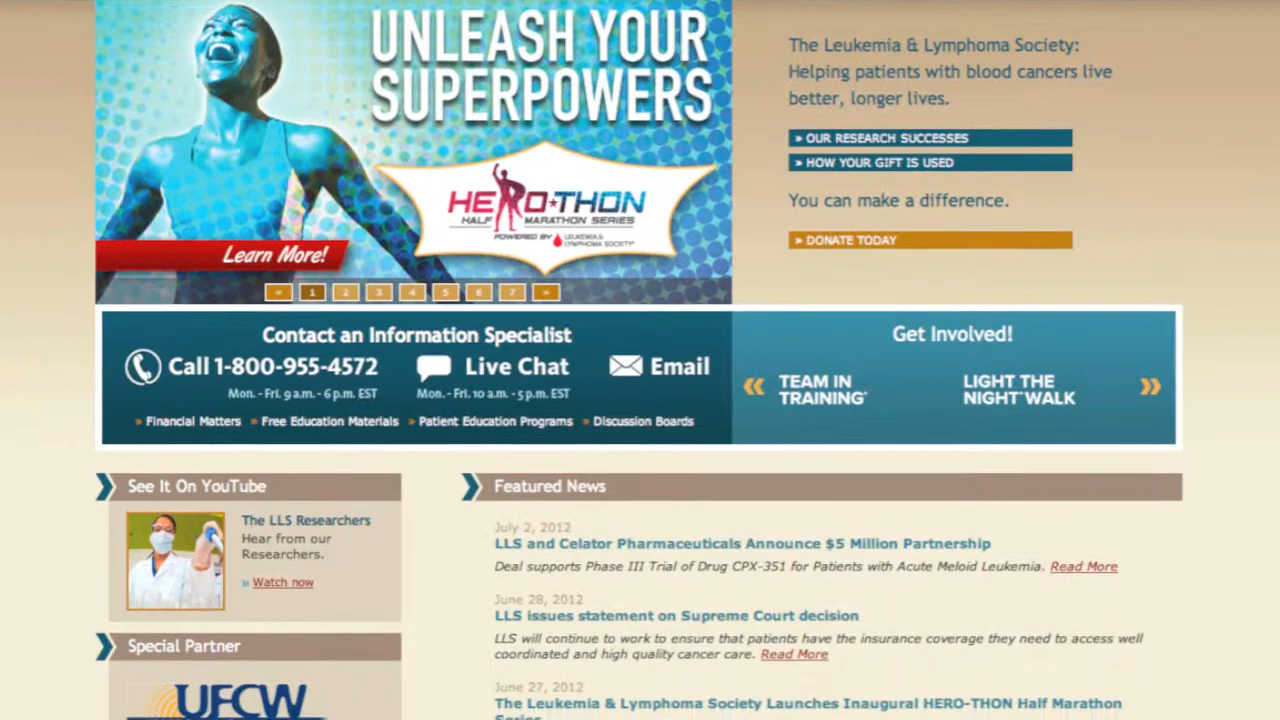 UNLEASH YOUR
SUPERPOWERS
HERO★THON
HALF MARATHON SERIES
POWERED BY LEUKEMIA &
LYMPHOMA SOCIETY
Learn More!
« 1 2 3 4 5 6 7 »
The Leukemia & Lymphoma Society:
Helping patients with blood cancers live
better, longer lives.
» OUR RESEARCH SUCCESSES
» HOW YOUR GIFT IS USED
You can make a difference.
» DONATE TODAY
Contact an Information Specialist
Call 1-800-955-4572
Mon. - Fri. 9 a.m. - 6 p.m. EST
Live Chat
Mon. - Fri. 10 a.m. - 5 p.m. EST
Email
» Financial Matters » Free Education Materials » Patient Education Programs » Discussion Boards
Get Involved!
«
TEAM IN
TRAINING
LIGHT THE
NIGHT WALK
»
See It On YouTube
The LLS Researchers
Hear from our
Researchers.
» Watch now
Special Partner
UFCW
Featured News
July 2, 2012
LLS and Celator Pharmaceuticals Announce $5 Million Partnership
Deal supports Phase III Trial of Drug CPX-351 for Patients with Acute Meloid Leukemia. Read More
June 28, 2012
LLS issues statement on Supreme Court decision
LLS will continue to work to ensure that patients have the insurance coverage they need to access well
coordinated and high quality cancer care. Read More
June 27, 2012
The Leukemia & Lymphoma Society Launches Inaugural HERO-THON Half Marathon
Series